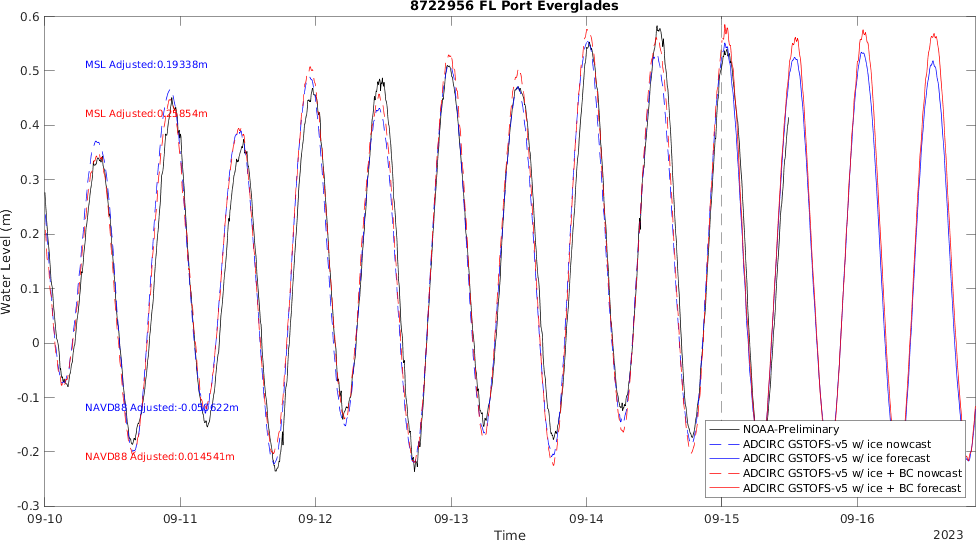 8722956 FL Port Everglades
0.6
0.5
0.4
0.3
0.2
0.1
0
-0.1
-0.2
-0.3
Water Level (m)
MSL Adjusted:0.19338m
MSL Adjusted:0.25854m
NAVD88 Adjusted:-0.050622m
NAVD88 Adjusted:0.014541m
NOAA-Preliminary
ADCIRC GSTOFS-v5 w/ ice nowcast
ADCIRC GSTOFS-v5 w/ ice forecast
ADCIRC GSTOFS-v5 w/ ice + BC nowcast
ADCIRC GSTOFS-v5 w/ ice + BC forecast
09-10 09-11 09-12 09-13 09-14 09-15 09-16
Time
2023